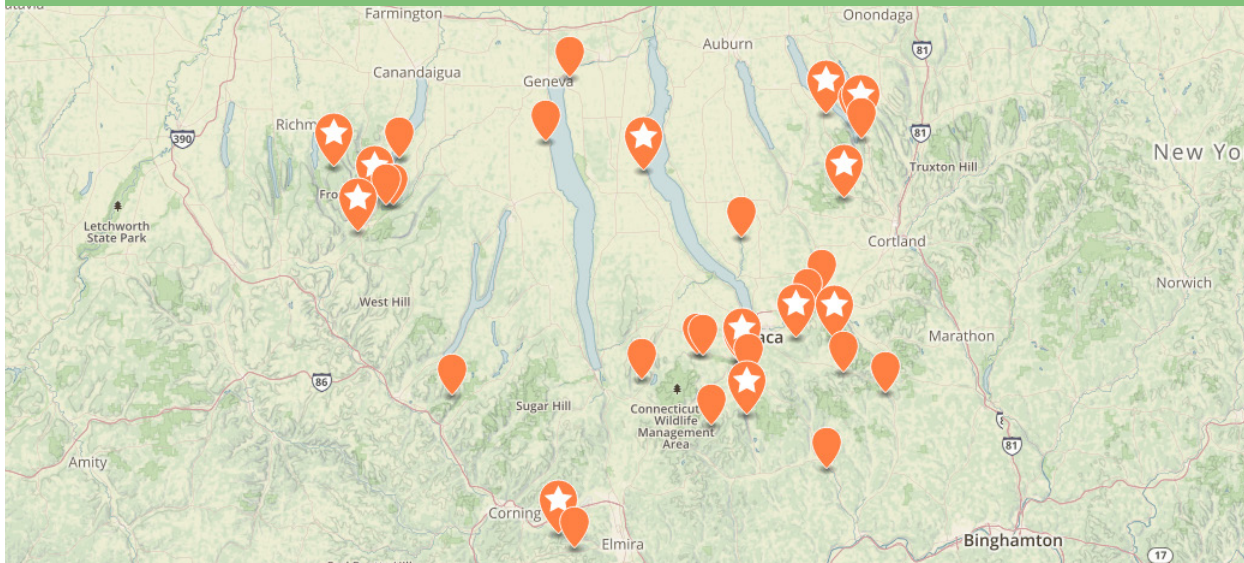 Farmington
Onondaga
Auburn
81
Canandaigua
Geneva
390
81
New Yo
Truxton Hill
Letchworth
State Park
Cortland
Norwich
West Hill
Marathon
aca
86
Sugar Hill
Connecticut
Wildlife
Management
Area
81
Amity
Corning
Elmira
Binghamton
17